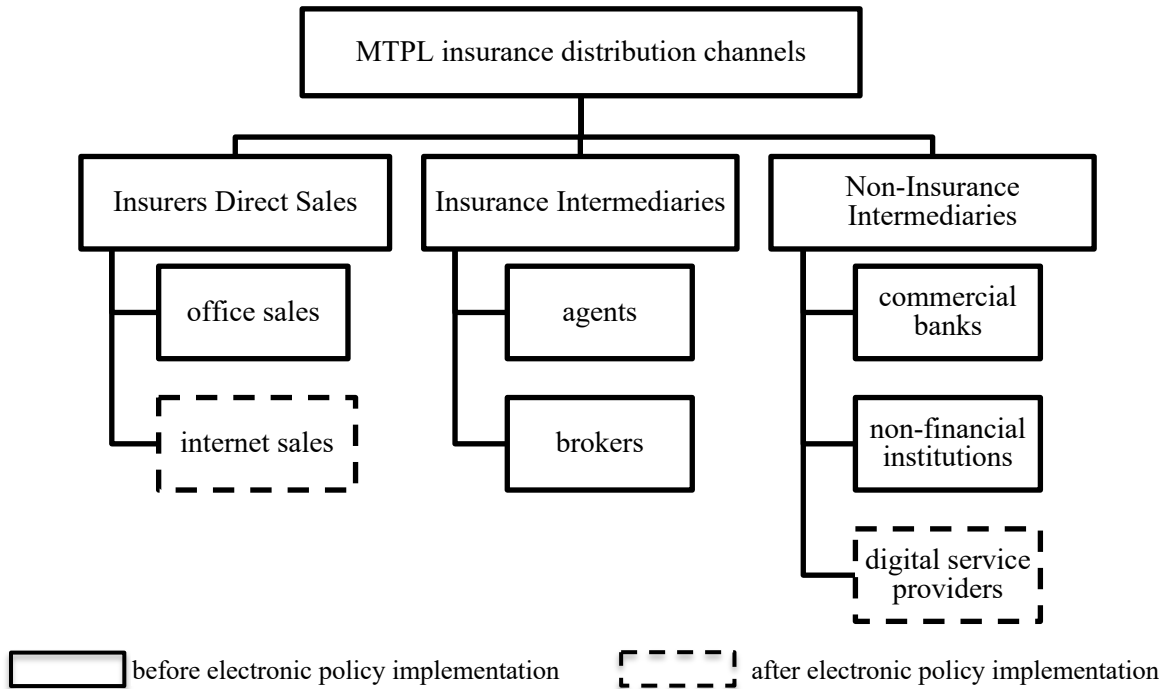 MTPL insurance distribution channels
Insurers Direct Sales
office sales
internet sales
Insurance Intermediaries
agents
brokers
Non-Insurance
Intermediaries
commercial
banks
non-financial
institutions
digital service
providers
before electronic policy implementation
after electronic policy implementation